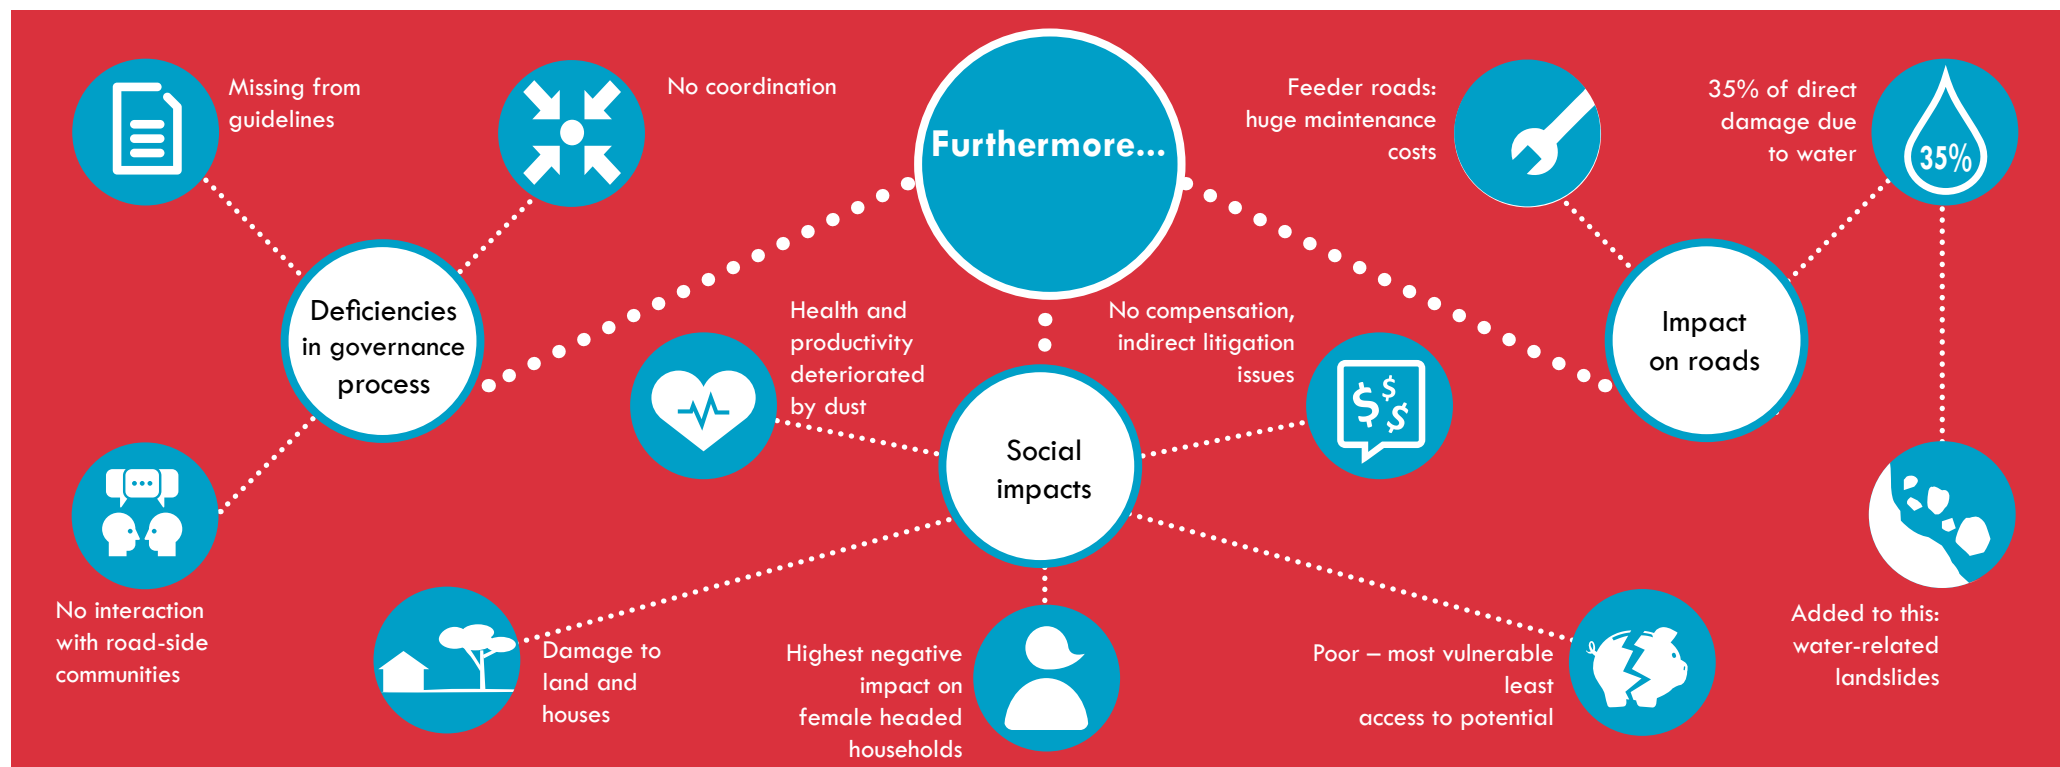 Furthermore...
Missing from
guidelines
No coordination
Deficiencies
in governance
process
No interaction
with road-side
communities
Health and
productivity
deteriorated
by dust
No compensation,
indirect litigation
issues
$ $ $
Social
impacts
Damage to
land and
houses
Highest negative
impact on
female headed
households
Poor – most vulnerable
least
access to potential
Feeder roads:
huge maintenance
costs
35% of direct
damage due
to water
35%
Impact
on roads
Added to this:
water-related
landslides